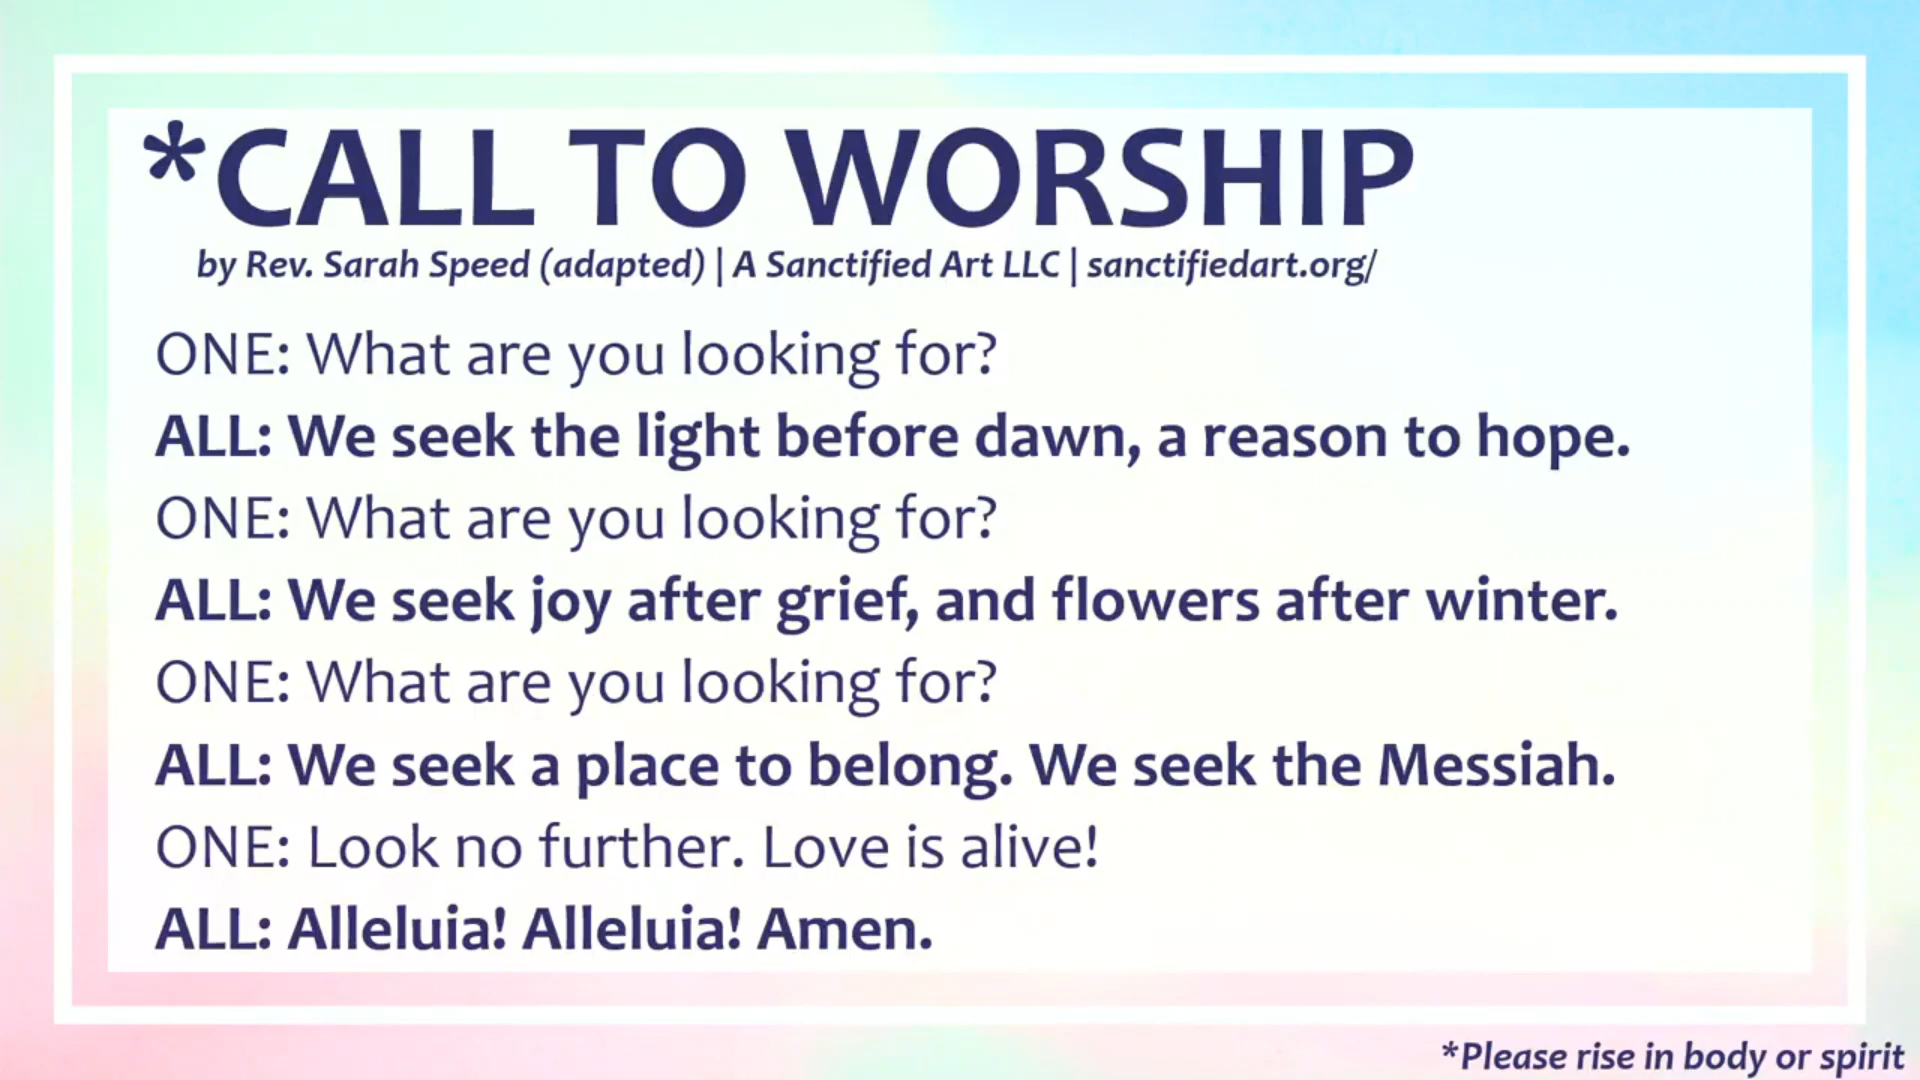 *CALL TO WORSHIP
by Rev. Sarah Speed (adapted) | A Sanctified Art LLC | sanctifiedart.org/
ONE: What are you looking for?
ALL: We seek the light before dawn, a reason to hope.
ONE: What are you looking for?
ALL: We seek joy after grief, and flowers after winter.
ONE: What are you looking for?
ALL: We seek a place to belong. We seek the Messiah.
ONE: Look no further. Love is alive!
ALL: Alleluia! Alleluia! Amen.
*Please rise in body or spirit